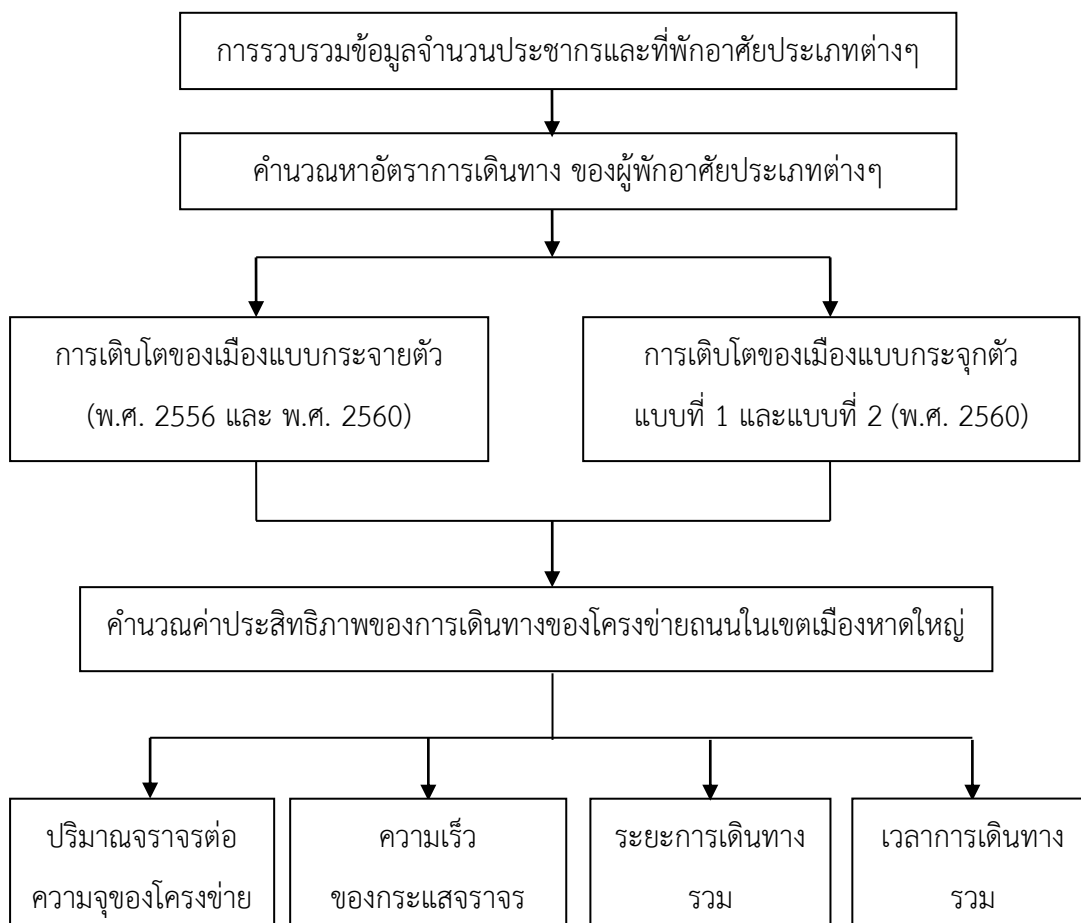 การรวบรวมข้อมูลจำนวนประชากรและที่พักอาศัยประเภทต่างๆ
คำนวณหาอัตราการเดินทาง ของผู้พักอาศัยประเภทต่างๆ
การเติบโตของเมืองแบบกระจายตัว
(พ.ศ. 2556 และ พ.ศ. 2560)
การเติบโตของเมืองแบบกระจุกตัว
แบบที่ 1 และแบบที่ 2 (พ.ศ. 2560)
คำนวณค่าประสิทธิภาพของการเดินทางของโครงข่ายถนนในเขตเมืองหาดใหญ่
ปริมาณจราจรต่อ
ความจุของโครงข่าย
ความเร็ว
ของกระแสจราจร
ระยะการเดินทาง
รวม
เวลาการเดินทาง
รวม